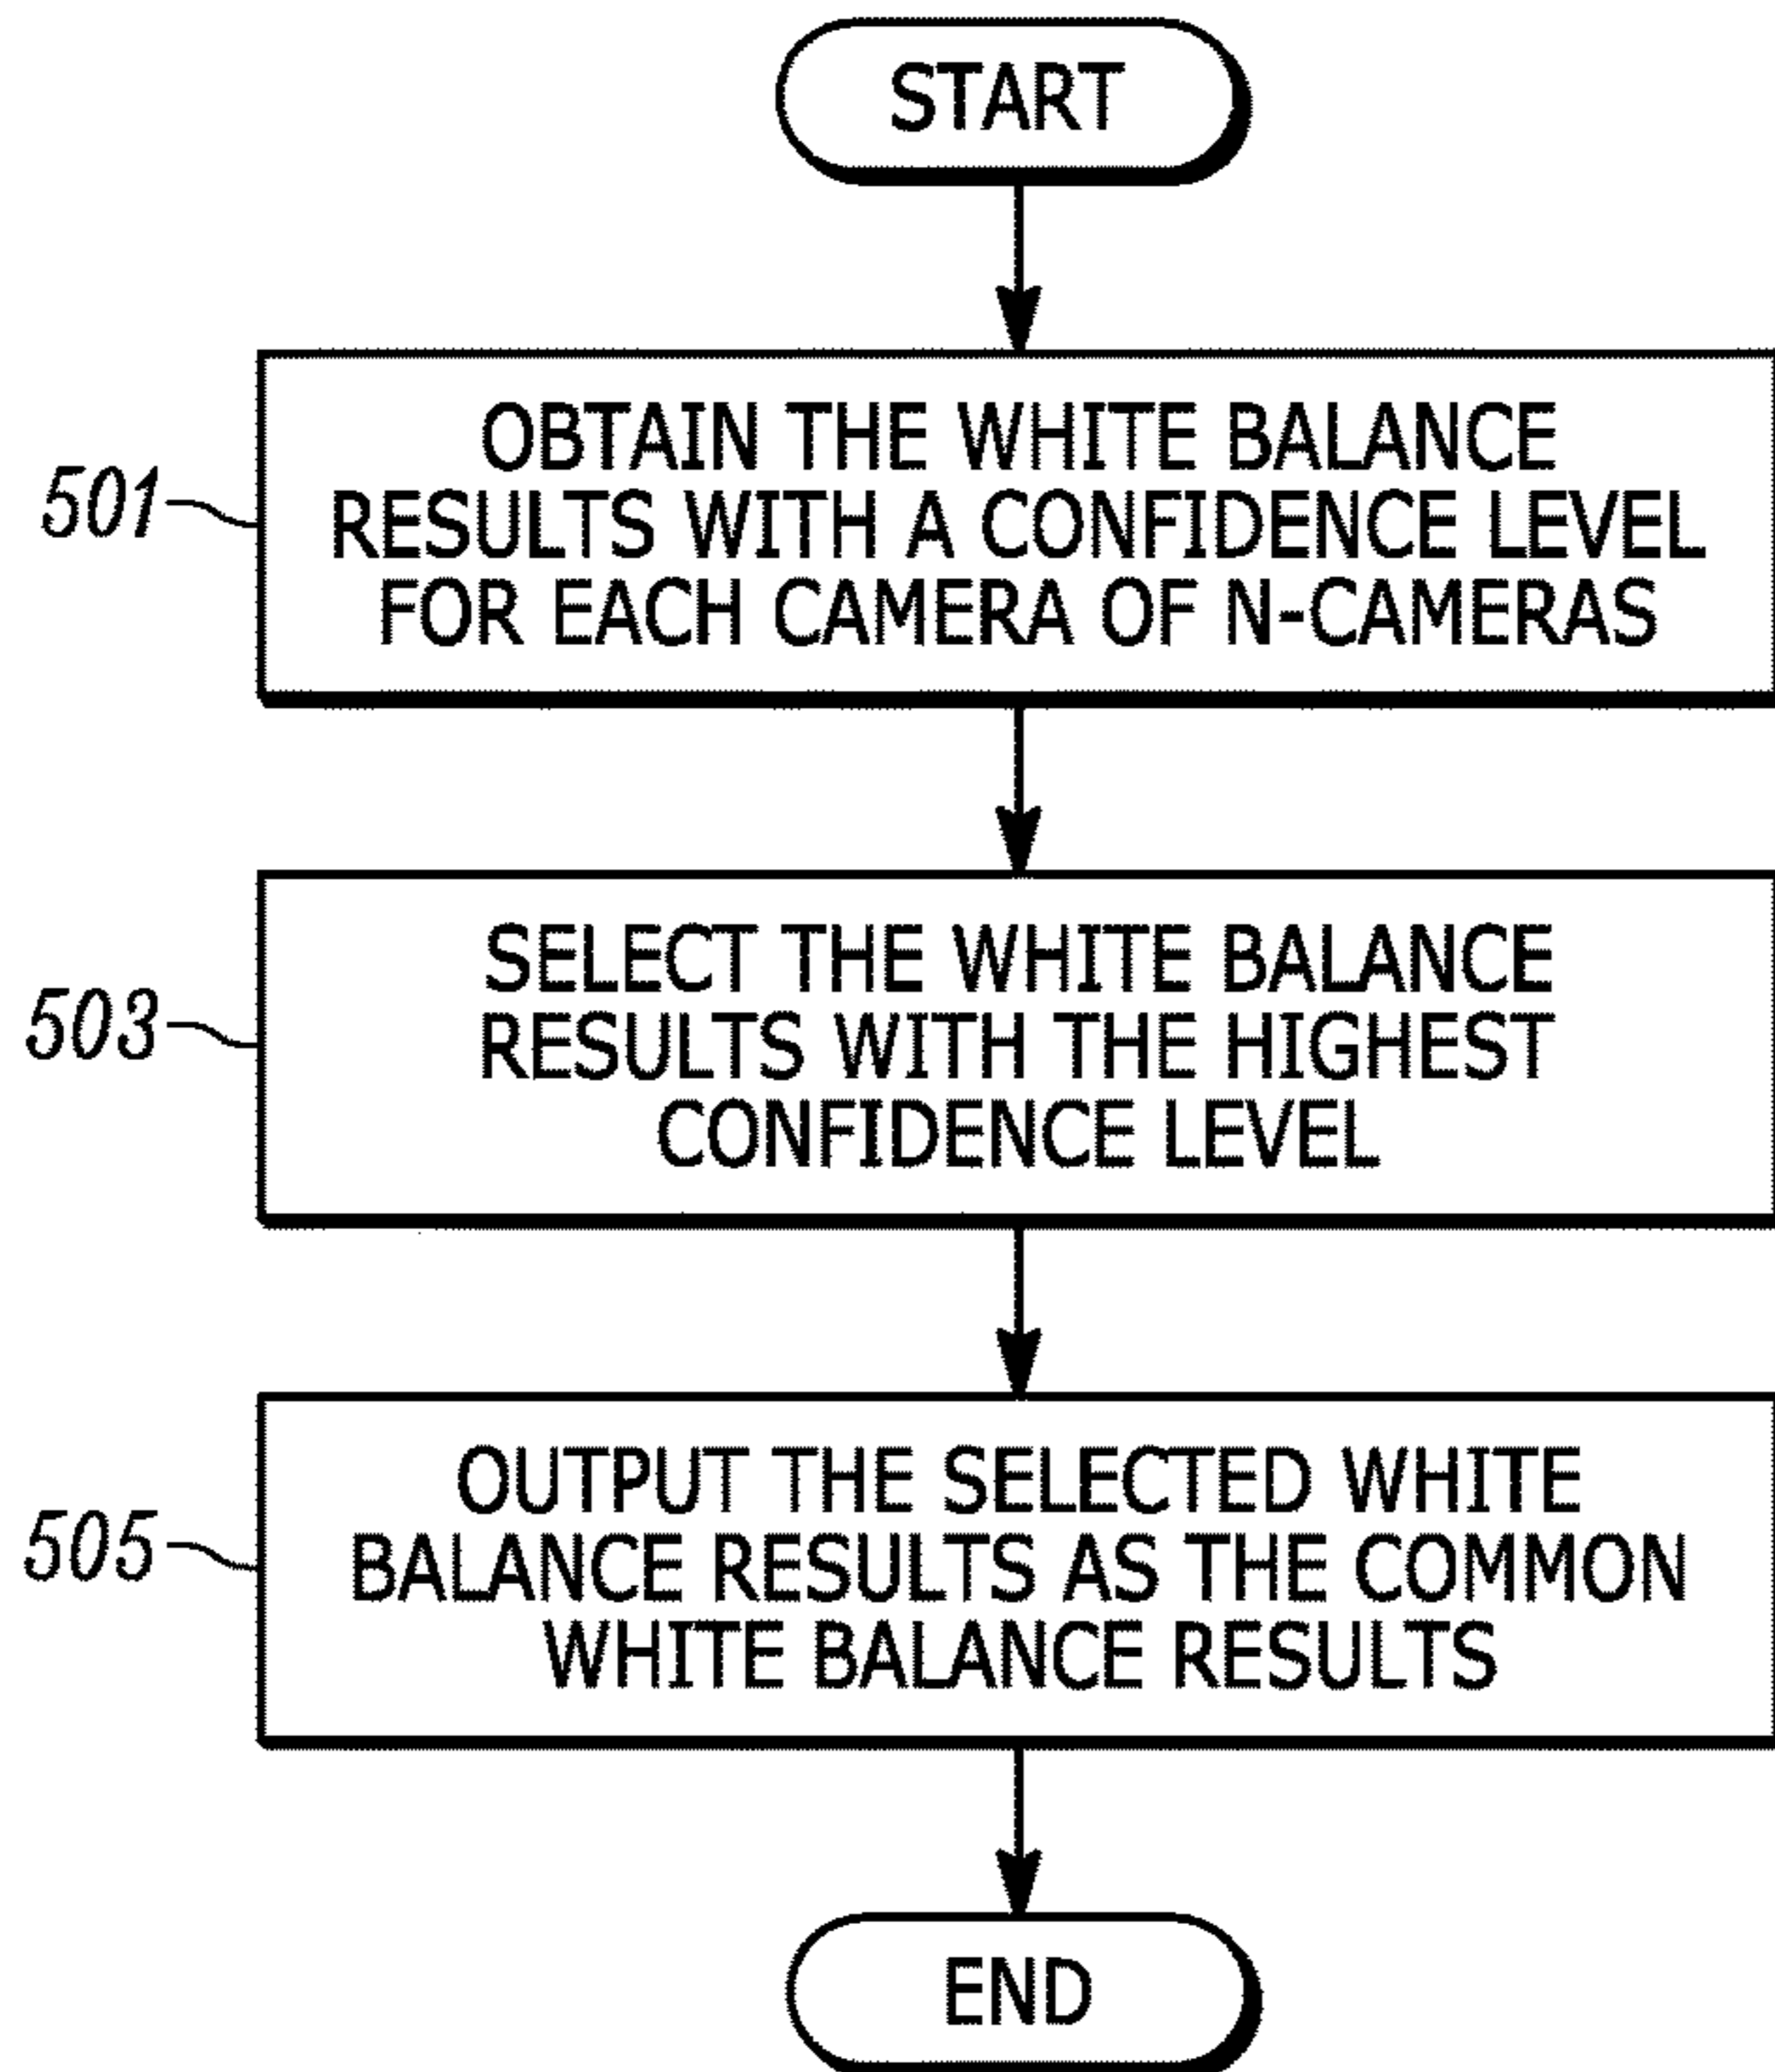 START
501
OBTAIN THE WHITE BALANCE
RESULTS WITH A CONFIDENCE LEVEL
FOR EACH CAMERA OF N-CAMERAS
503
SELECT THE WHITE BALANCE
RESULTS WITH THE HIGHEST
CONFIDENCE LEVEL
505
OUTPUT THE SELECTED WHITE
BALANCE RESULTS AS THE COMMON
WHITE BALANCE RESULTS
END